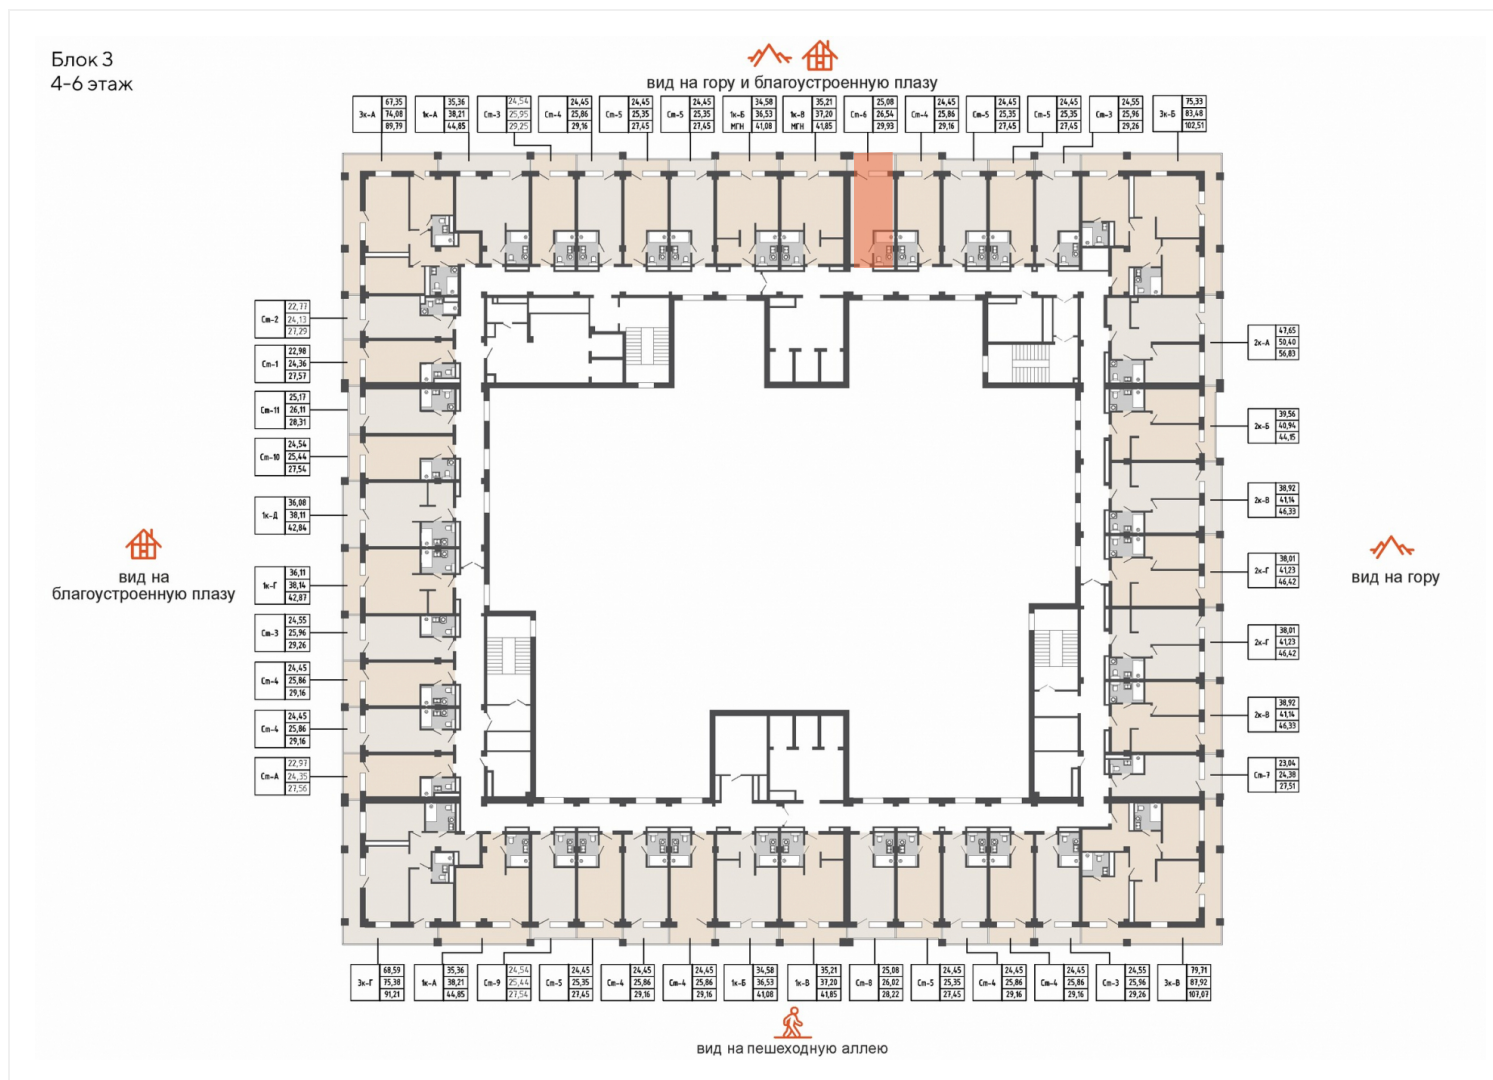 Блок 3
4-6 этаж
вид на гору и благоустроенную плазу
3к-А 67,35 74,08 89,79
1к-А 35,36 38,21 44,85
Ст-3 24,54 25,95 29,25
Ст-4 24,45 25,86 29,16
Ст-5 24,45 25,35 27,45
Ст-5 24,45 25,35 27,45
1к-Б МГН 34,58 36,53 41,08
1к-В МГН 35,21 37,20 41,85
Ст-6 25,08 26,54 29,93
Ст-4 24,45 25,86 29,16
Ст-5 24,45 25,35 27,45
Ст-5 24,45 25,35 27,45
Ст-3 24,55 25,96 29,26
3к-Б 75,33 83,48 102,51
Ст-2 22,77 24,13 27,29
Ст-1 22,98 24,36 27,57
Ст-11 25,17 26,11 28,31
Ст-10 24,54 25,44 27,54
1к-Д 36,08 38,11 42,84
1к-Г 36,11 38,14 42,87
Ст-3 24,55 25,96 29,26
Ст-4 24,45 25,86 29,16
Ст-4 24,45 25,86 29,16
Ст-А 22,97 24,35 27,56
вид на
благоустроенную плазу
2к-А 47,65 50,40 56,83
2к-Б 39,56 40,94 44,15
2к-В 38,92 41,14 46,33
2к-Г 38,01 41,23 46,42
2к-Г 38,01 41,23 46,42
2к-В 38,92 41,14 46,33
Ст-7 23,04 24,38 27,51
вид на гору
3к-Г 68,59 75,38 91,21
1к-А 35,36 38,21 44,85
Ст-9 24,54 25,44 27,54
Ст-5 24,45 25,35 27,45
Ст-4 24,45 25,86 29,16
Ст-4 24,45 25,86 29,16
1к-Б 34,58 36,53 41,08
1к-В 35,21 37,20 41,85
Ст-8 25,08 26,02 28,22
Ст-5 24,45 25,35 27,45
Ст-4 24,45 25,86 29,16
Ст-4 24,45 25,86 29,16
Ст-3 24,55 25,96 29,26
3к-В 79,71 87,92 107,07
вид на пешеходную аллею